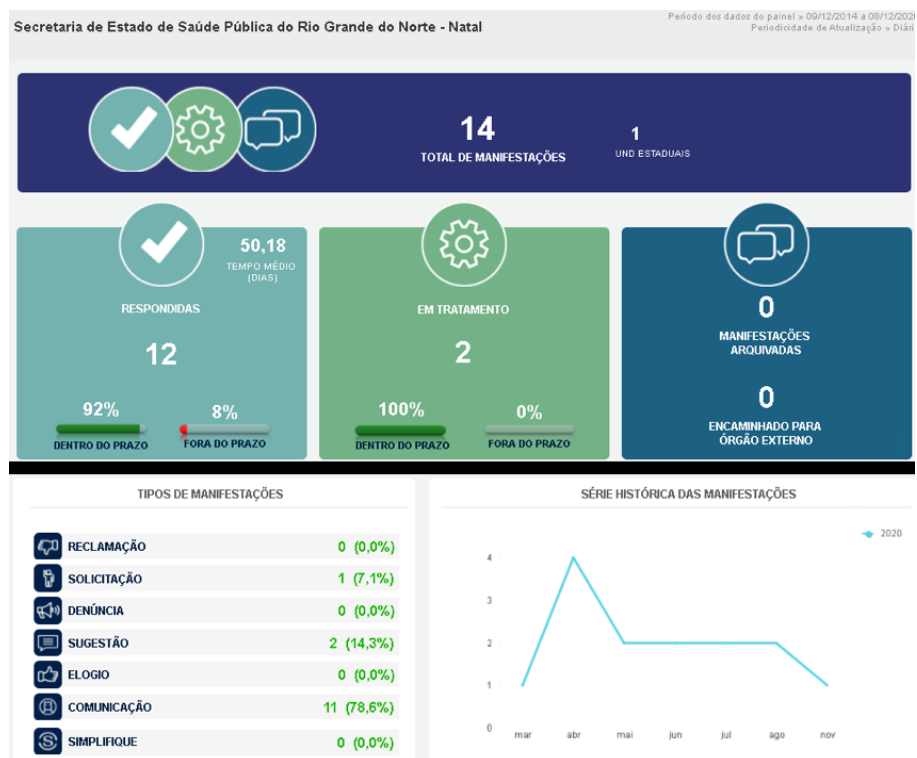 Secretaria de Estado de Saúde Pública do Rio Grande do Norte - Natal
Período dos dados do painel » 09/12/2014 a 08/12/202
Periodicidade de Atualização » Diári
14
TOTAL DE MANIFESTAÇÕES
1
UND ESTADUAIS
50,18
TEMPO MÉDIO
(DIAS)
RESPONDIDAS
12
92%
DENTRO DO PRAZO
8%
FORA DO PRAZO
EM TRATAMENTO
2
100%
DENTRO DO PRAZO
0%
FORA DO PRAZO
0
MANIFESTAÇÕES
ARQUIVADAS
0
ENCAMINHADO PARA
ÓRGÃO EXTERNO
TIPOS DE MANIFESTAÇÕES
RECLAMAÇÃO 0 (0,0%)
SOLICITAÇÃO 1 (7,1%)
DENÚNCIA 0 (0,0%)
SUGESTÃO 2 (14,3%)
ELOGIO 0 (0,0%)
COMUNICAÇÃO 11 (78,6%)
SIMPLIFIQUE 0 (0,0%)
SÉRIE HISTÓRICA DAS MANIFESTAÇÕES
2020
4
3
2
1
0
mar abr mai jun jul ago nov